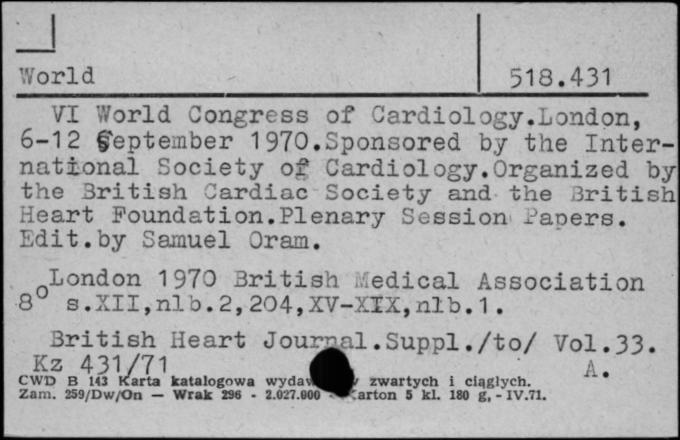 World 518.431
VI World Congress of Cardiology.London,
6-12 September 1970.Sponsored by the Inter-
national Society of Cardiology.Organized by
the British Cardiac Society and the British
Heart Foundation.Plenary Session Papers.
Edit.by Samuel Oram.
London 1970 British Medical Association
8° s.XII,nlb.2,204,XV-XIX,nlb.1.
British Heart Journal.Suppl./to/ Vol.33.
Kz 431/71 A.
CWD B 143 Karta katalogowa zwartych i ciągłych.
Zam. 259/Dw/On — Wrak 296 - 2.027.000 — Karton 5 kl. 180 g, - IV.71.